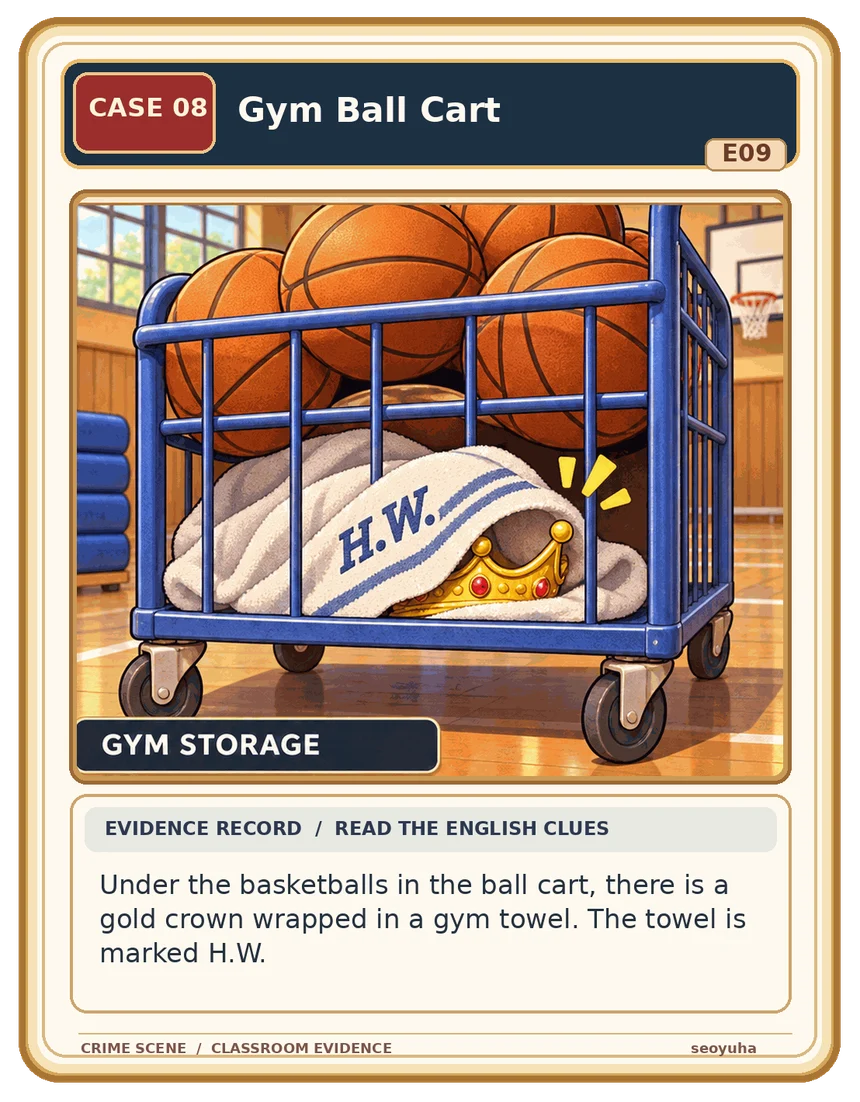 CASE 08
Gym Ball Cart
E09
H.W.
GYM STORAGE
EVIDENCE RECORD / READ THE ENGLISH CLUES
Under the basketballs in the ball cart, there is a
gold crown wrapped in a gym towel. The towel is
marked H.W.
CRIME SCENE / CLASSROOM EVIDENCE
seoyuha